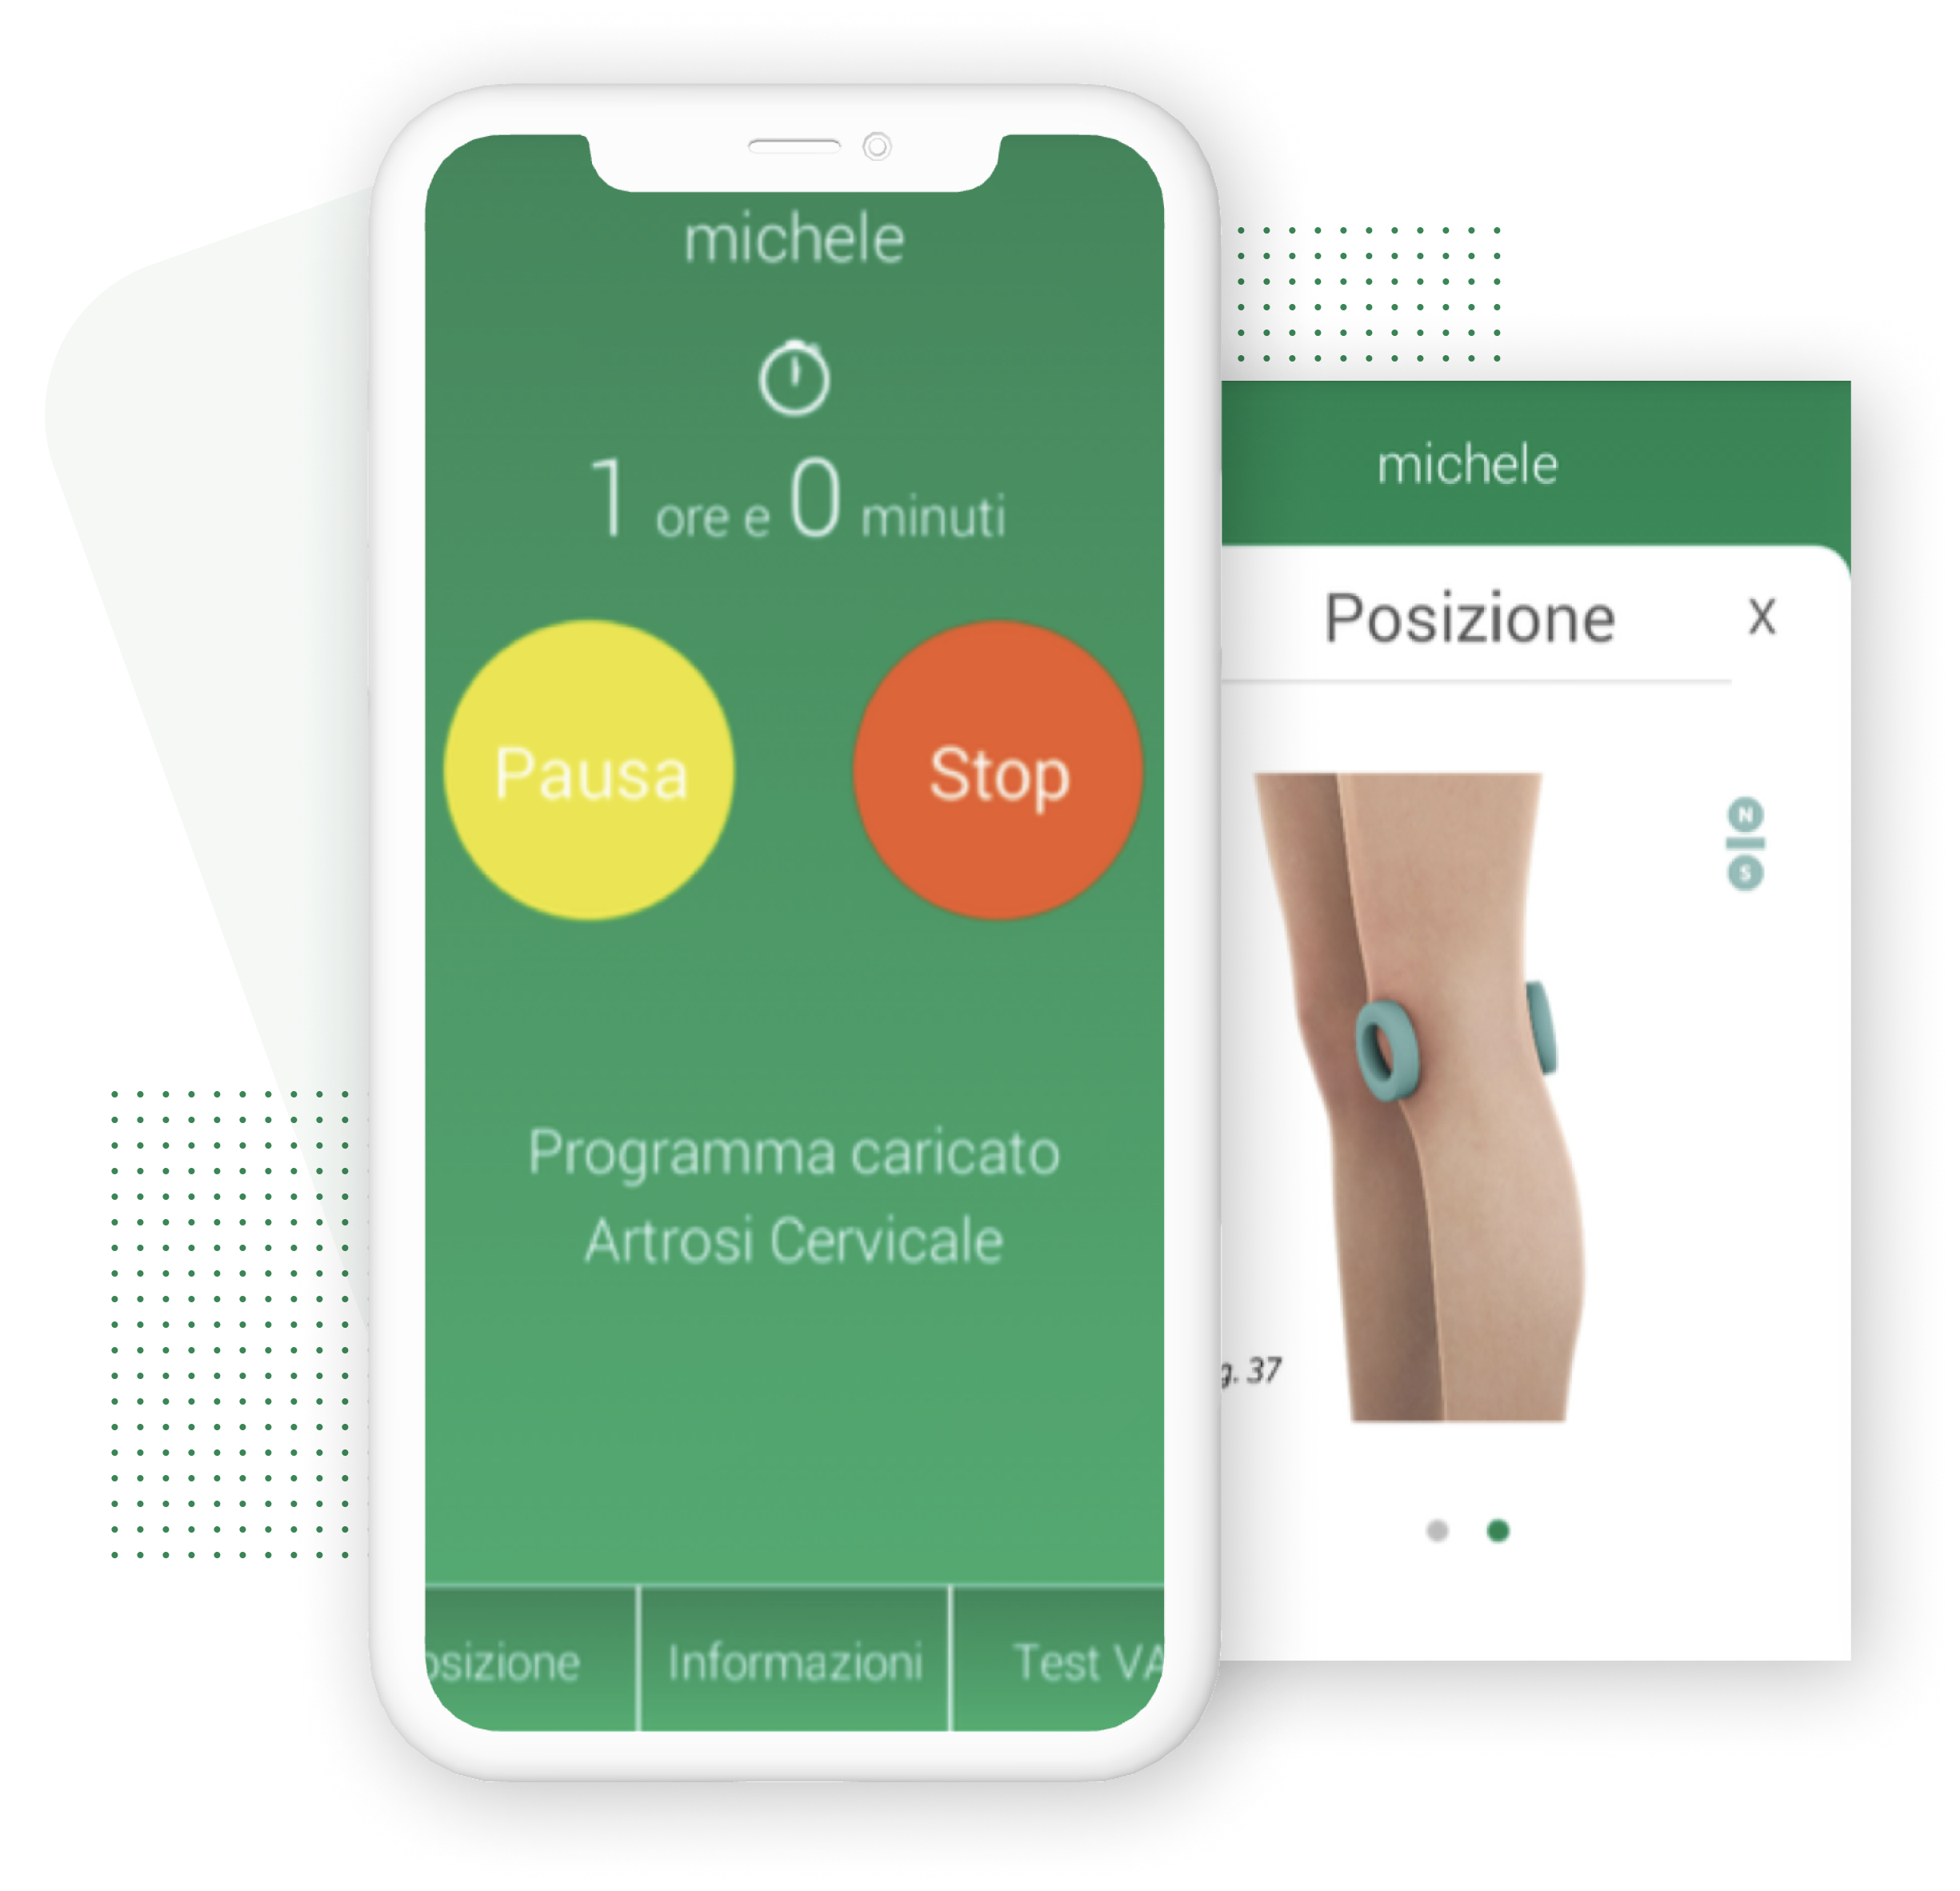 michele
1 ore e 0 minuti
Pausa
Stop
Programma caricato
Artrosi Cervicale
osizione
Informazioni
Test VA
michele
Posizione
X
N
S
g. 37